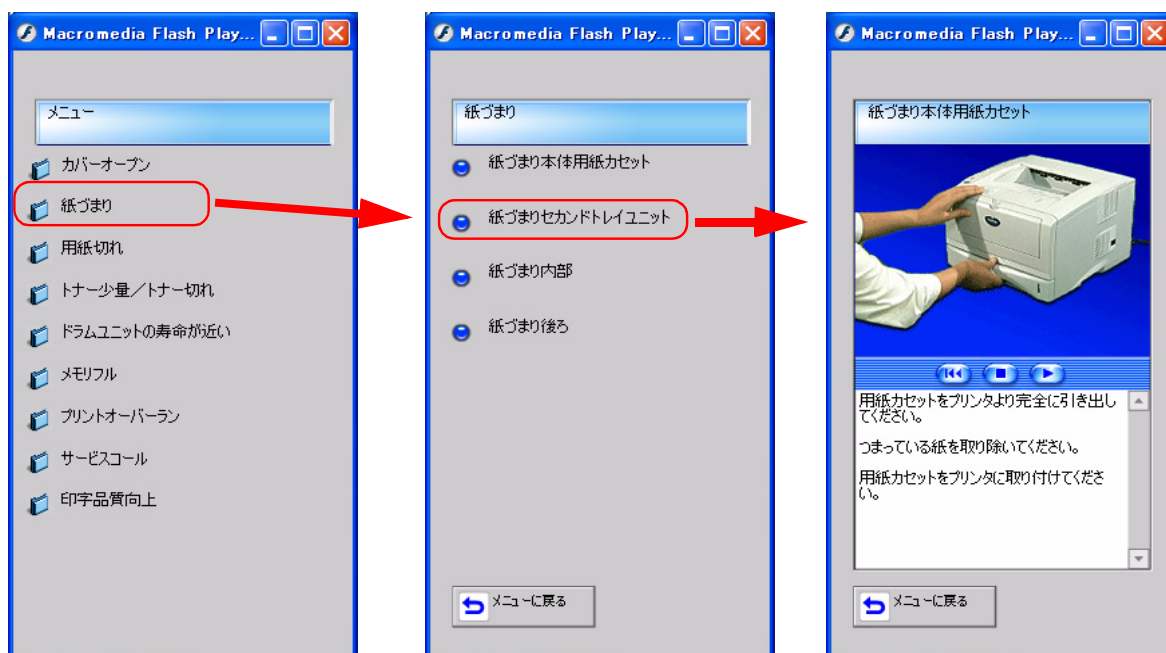 Macromedia Flash Play...
メニュー
カバーオープン
紙づまり
用紙切れ
トナー少量／トナー切れ
ドラムユニットの寿命が近い
メモリフル
プリントオーバーラン
サービスコール
印字品質向上
Macromedia Flash Play...
紙づまり
紙づまり本体用紙カセット
紙づまりセカンドトレイユニット
紙づまり内部
紙づまり後ろ
メニューに戻る
Macromedia Flash Play...
紙づまり本体用紙カセット
用紙カセットをプリンタより完全に引き出し
てください。
つまっている紙を取り除いてください。
用紙カセットをプリンタに取り付けてくださ
い。
メニューに戻る